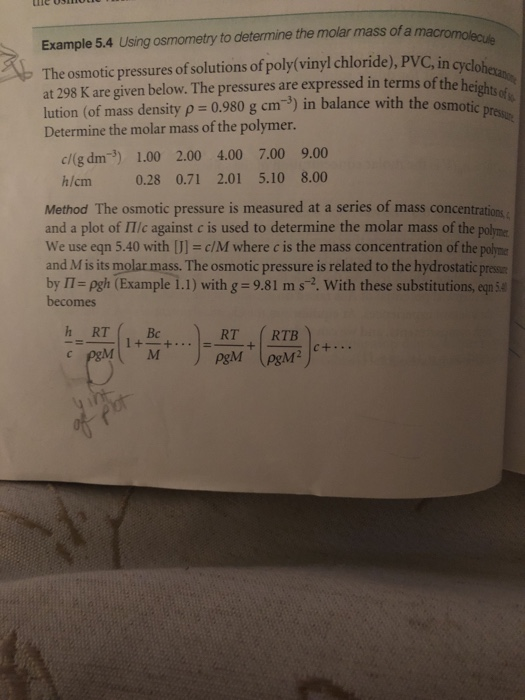 Example 5.4 Using osmometry to determine the molar mass of a macromolecule
The osmotic pressures of solutions of poly(vinyl chloride), PVC, in cyclohexanone
at 298 K are given below. The pressures are expressed in terms of the heights of so-
lution (of mass density ρ = 0.980 g cm⁻³) in balance with the osmotic pressure.
Determine the molar mass of the polymer.
c/(g dm⁻³) 1.00 2.00 4.00 7.00 9.00
h/cm 0.28 0.71 2.01 5.10 8.00
Method The osmotic pressure is measured at a series of mass concentrations, c
and a plot of Π/c against c is used to determine the molar mass of the polymer
We use eqn 5.40 with [J] = c/M where c is the mass concentration of the polymer
and M is its molar mass. The osmotic pressure is related to the hydrostatic pressure
by Π = ρgh (Example 1.1) with g = 9.81 m s⁻². With these substitutions, eqn
becomes
h/c = RT/ρgM (1 + Bc/M + ···) = RT/ρgM + (RTB/ρgM²) c + ···
y int
of plot